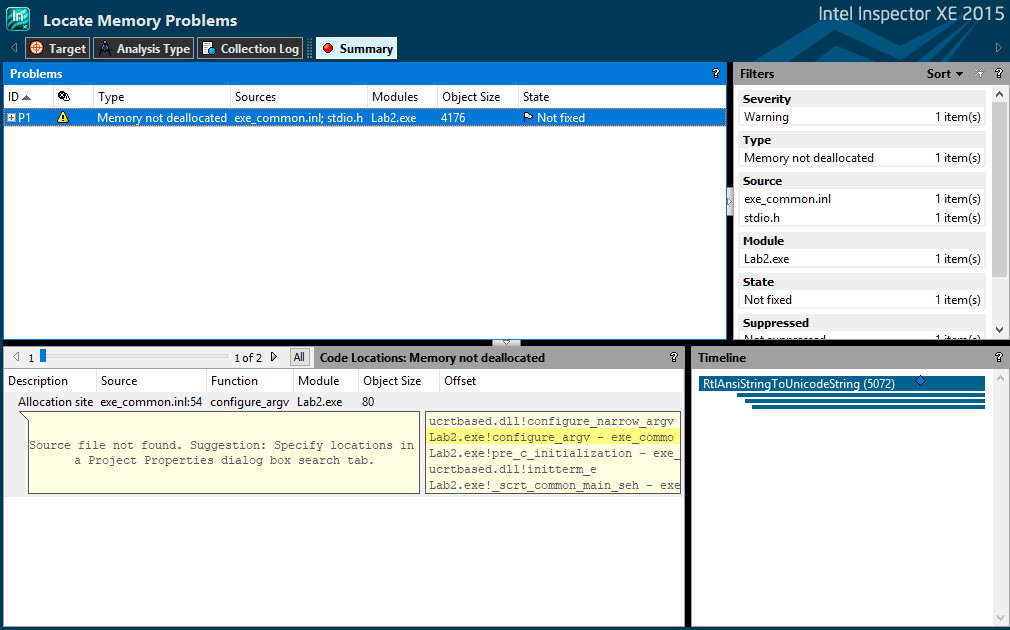 Locate Memory Problems
Intel Inspector XE 2015
Target Analysis Type Collection Log Summary
Problems ?
ID Type Sources Modules Object Size State
P1 Memory not deallocated exe_common.inl; stdio.h Lab2.exe 4176 Not fixed
Filters Sort ?
Severity
Warning 1 item(s)
Type
Memory not deallocated 1 item(s)
Source
exe_common.inl 1 item(s)
stdio.h 1 item(s)
Module
Lab2.exe 1 item(s)
State
Not fixed 1 item(s)
Suppressed
1 1 of 2 All Code Locations: Memory not deallocated ?
Description Source Function Module Object Size Offset
Allocation site exe_common.inl:54 configure_argv Lab2.exe 80
Source file not found. Suggestion: Specify locations in
a Project Properties dialog box search tab.
ucrtbased.dll!configure_narrow_argv
Lab2.exe!configure_argv - exe_commo
Lab2.exe!pre_c_initialization - exe_
ucrtbased.dll!initterm_e
Lab2.exe!_scrt_common_main_seh - exe
Timeline ?
RtlAnsiStringToUnicodeString (5072)